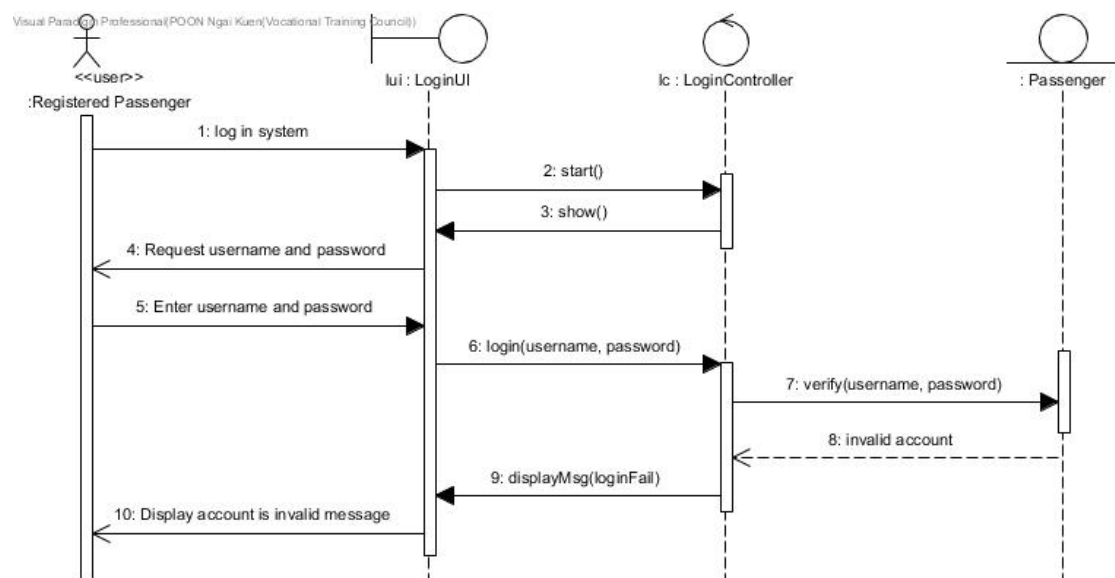 Visual Paradigm Professional(POON Ngai Kuen(Vocational Training Council))
<<user>>
:Registered Passenger
lui : LoginUI
lc : LoginController
: Passenger
1: log in system
2: start()
3: show()
4: Request username and password
5: Enter username and password
6: login(username, password)
7: verify(username, password)
8: invalid account
9: displayMsg(loginFail)
10: Display account is invalid message